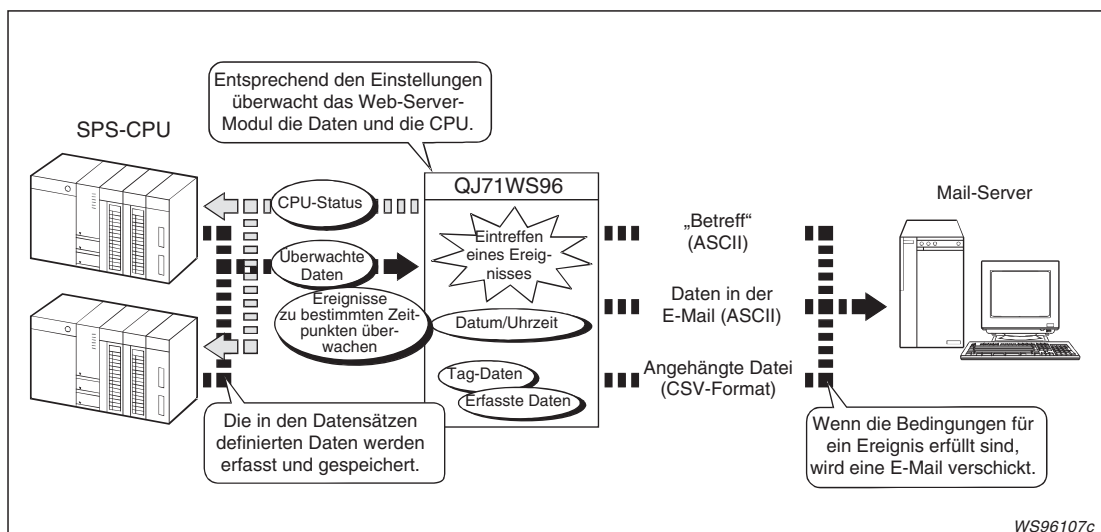 Entsprechend den Einstellungen
überwacht das Web-Server-
Modul die Daten und die CPU.
SPS-CPU
QJ71WS96
Mail-Server
CPU-Status
Eintreffen
eines Ereig-
nisses
„Betreff“
(ASCII)
Überwachte
Daten
Ereignisse
zu bestimmten Zeit-
punkten über-
wachen
Datum/Uhrzeit
Daten in der
E-Mail (ASCII)
Tag-Daten
Erfasste Daten
Angehängte Datei
(CSV-Format)
Die in den Datensätzen
definierten Daten werden
erfasst und gespeichert.
Wenn die Bedingungen für
ein Ereignis erfüllt sind,
wird eine E-Mail verschickt.
WS96107c